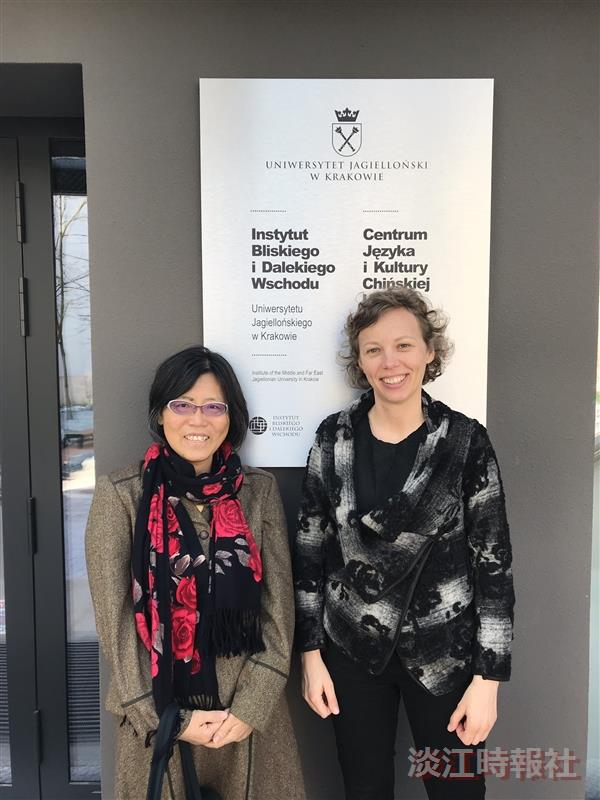 UNIWERSYTET JAGIELLOŃSKI
W KRAKOWIE
Instytut
Bliskiego
i Dalekiego
Wschodu
Uniwersytetu
Jagiellońskiego
w Krakowie
Institute of the Middle and Far East
Jagiellonian University in Krakow
INSTYTUT
BLISKIEGO
I DALEKIEGO
WSCHODU
Centrum
Języka
i Kultury
Chińskiej
淡江時報社